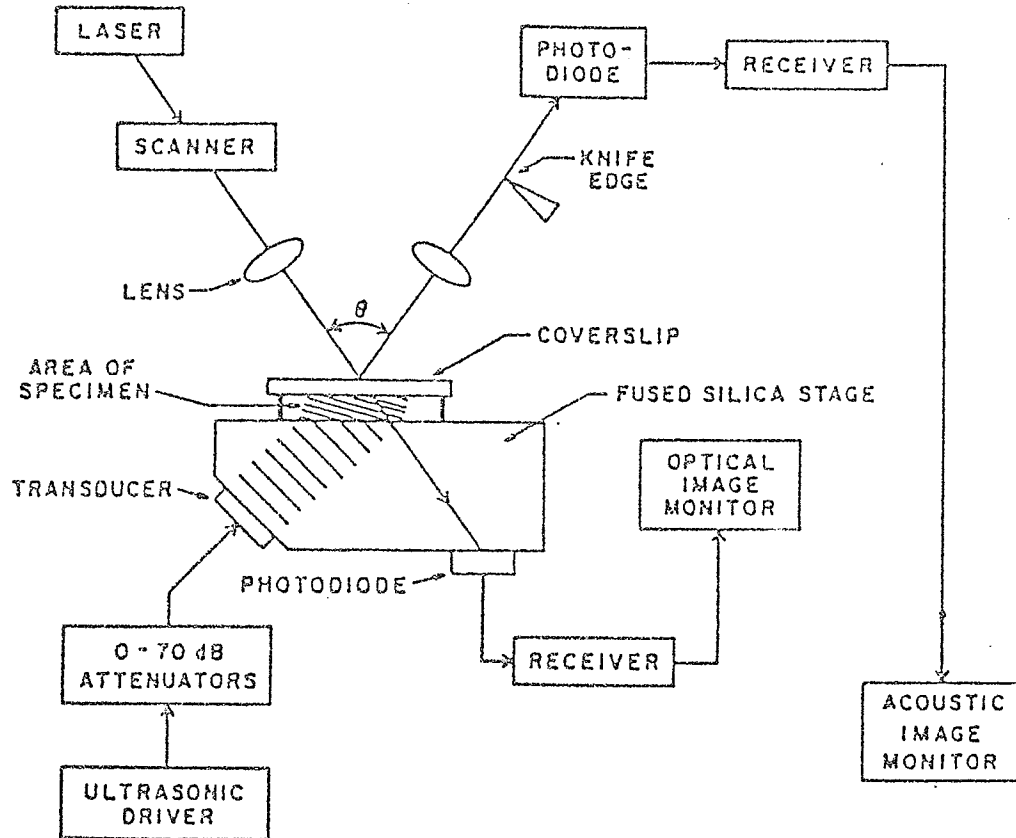 LASER
SCANNER
LENS
θ
PHOTO-
DIODE
RECEIVER
KNIFE
EDGE
COVERSLIP
AREA OF
SPECIMEN
FUSED SILICA STAGE
TRANSDUCER
OPTICAL
IMAGE
MONITOR
PHOTODIODE
0-70 dB
ATTENUATORS
RECEIVER
ULTRASONIC
DRIVER
ACOUSTIC
IMAGE
MONITOR